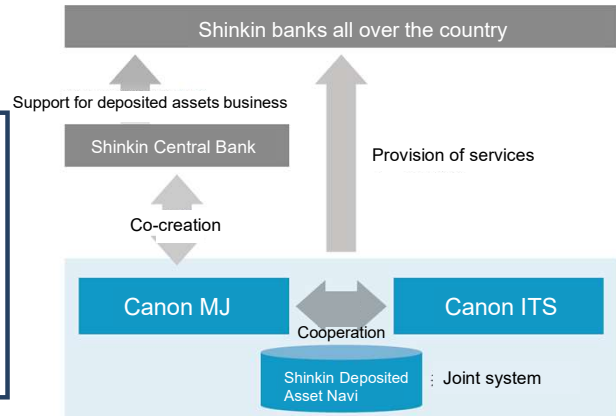 Shinkin banks all over the country
Support for deposited assets business
Shinkin Central Bank
Provision of services
Co-creation
Canon MJ
Canon ITS
Cooperation
Shinkin Deposited
Asset Navi
: Joint system